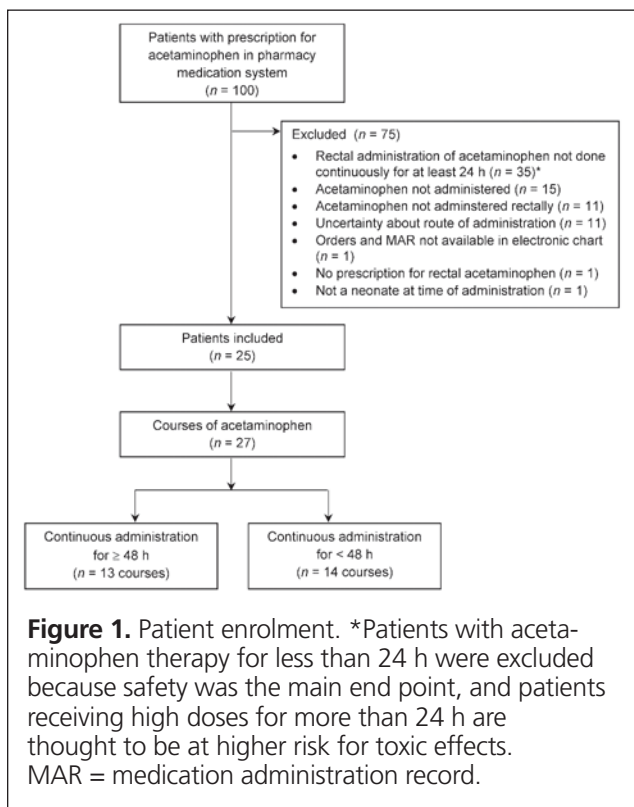 Patients with prescription for
acetaminophen in pharmacy
medication system
(n = 100)
Excluded (n = 75)
• Rectal administration of acetaminophen not done
continuously for at least 24 h (n = 35)*
• Acetaminophen not administered (n = 15)
• Acetaminophen not adminstered rectally (n = 11)
• Uncertainty about route of administration (n = 11)
• Orders and MAR not available in electronic chart
(n = 1)
• No prescription for rectal acetaminophen (n = 1)
• Not a neonate at time of administration (n = 1)
Patients included
(n = 25)
Courses of acetaminophen
(n = 27)
Continuous administration
for ≥ 48 h
(n = 13 courses)
Continuous administration
for < 48 h
(n = 14 courses)
Figure 1. Patient enrolment. *Patients with aceta-
minophen therapy for less than 24 h were excluded
because safety was the main end point, and patients
receiving high doses for more than 24 h are
thought to be at higher risk for toxic effects.
MAR = medication administration record.